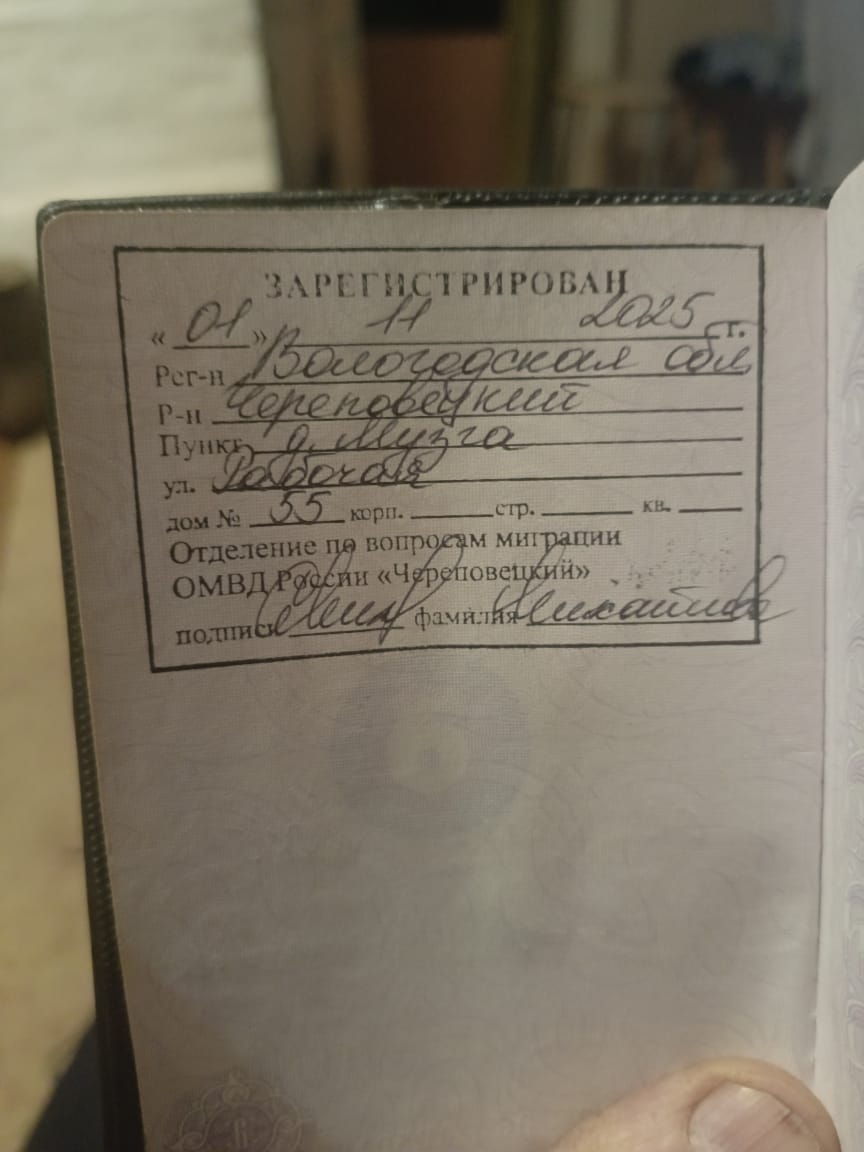 ЗАРЕГИСТРИРОВАН
« 01 » 11 2025 г.
Рег-н Вологодская обл
Р-н Череповецкий
Пункт д. Музга
ул. Рабочая
дом № 55 корп. стр. кв.
Отделение по вопросам миграции
ОМВД России «Череповецкий»
подпись фамилия Михайлова